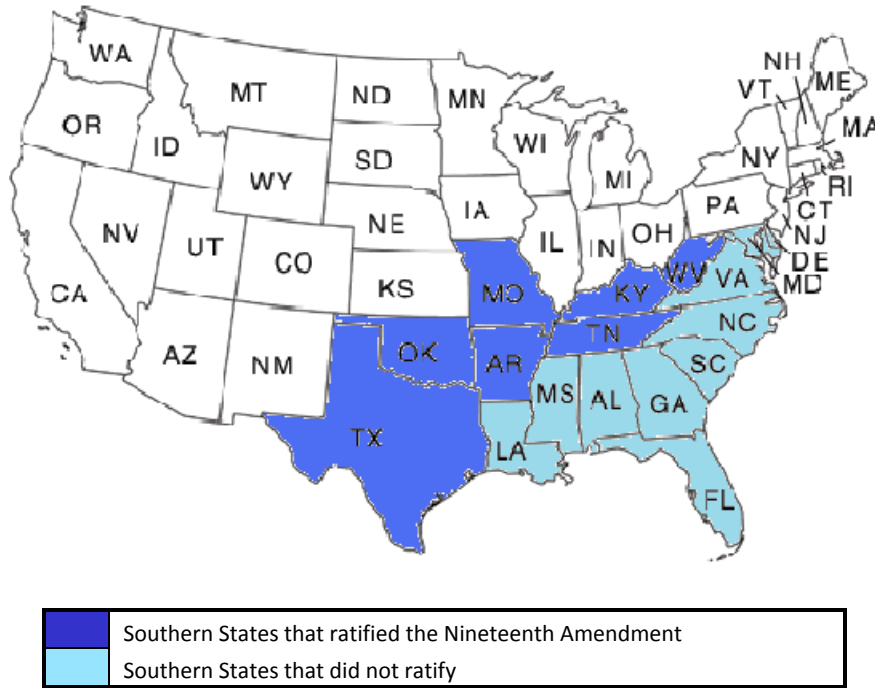 WA
MT
ND
MN
OR
ID
SD
WI
MI
NH
VT
ME
MA
NY
RI
CT
WY
IA
PA
NJ
NE
IL
IN
OH
DE
MD
NV
UT
CO
KS
MO
KY
WV
VA
CA
AZ
NM
OK
AR
TN
NC
SC
TX
LA
MS
AL
GA
FL
Southern States that ratified the Nineteenth Amendment
Southern States that did not ratify